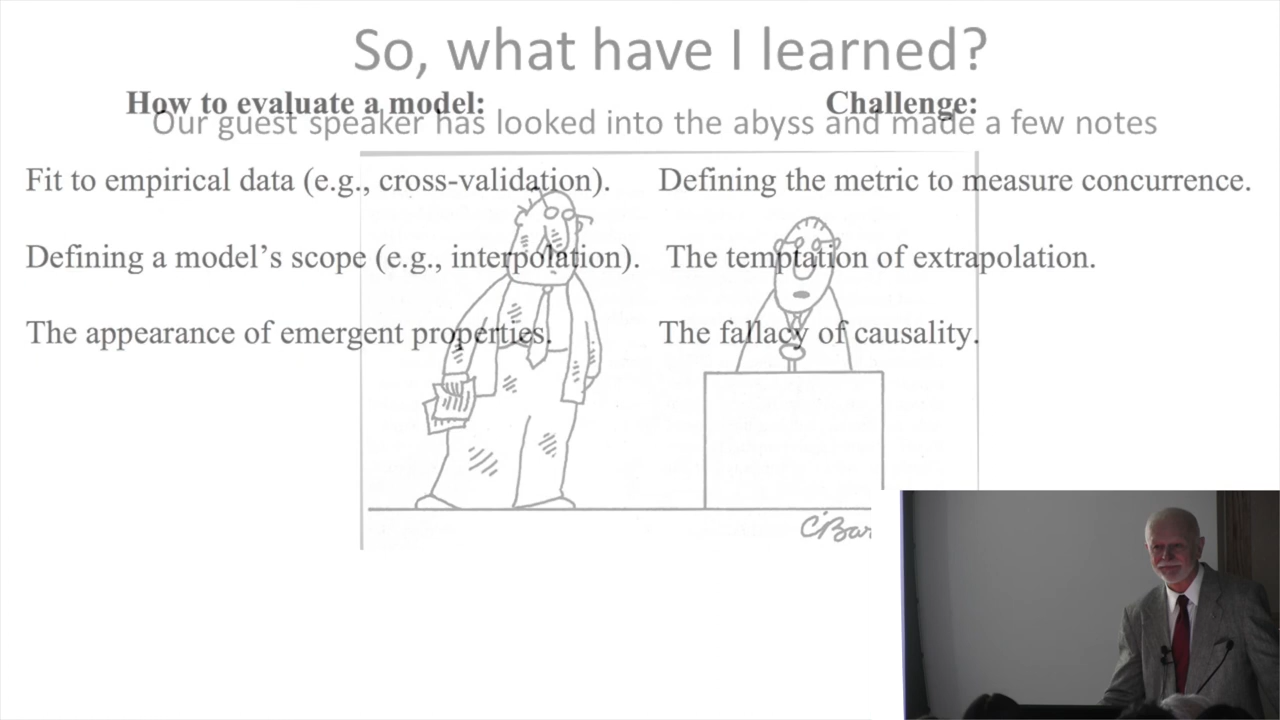 So, what have I learned?
How to evaluate a model: Challenge:
Our guest speaker has looked into the abyss and made a few notes
Fit to empirical data (e.g., cross-validation). Defining the metric to measure concurrence.
Defining a model’s scope (e.g., interpolation). The temptation of extrapolation.
The appearance of emergent properties. The fallacy of causality.